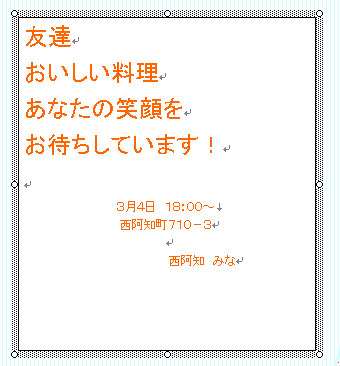 友達
おいしい料理
あなたの笑顔を
お待ちしています！
３月４日　１８：００～
西阿知町７１０－３
西阿知　みな